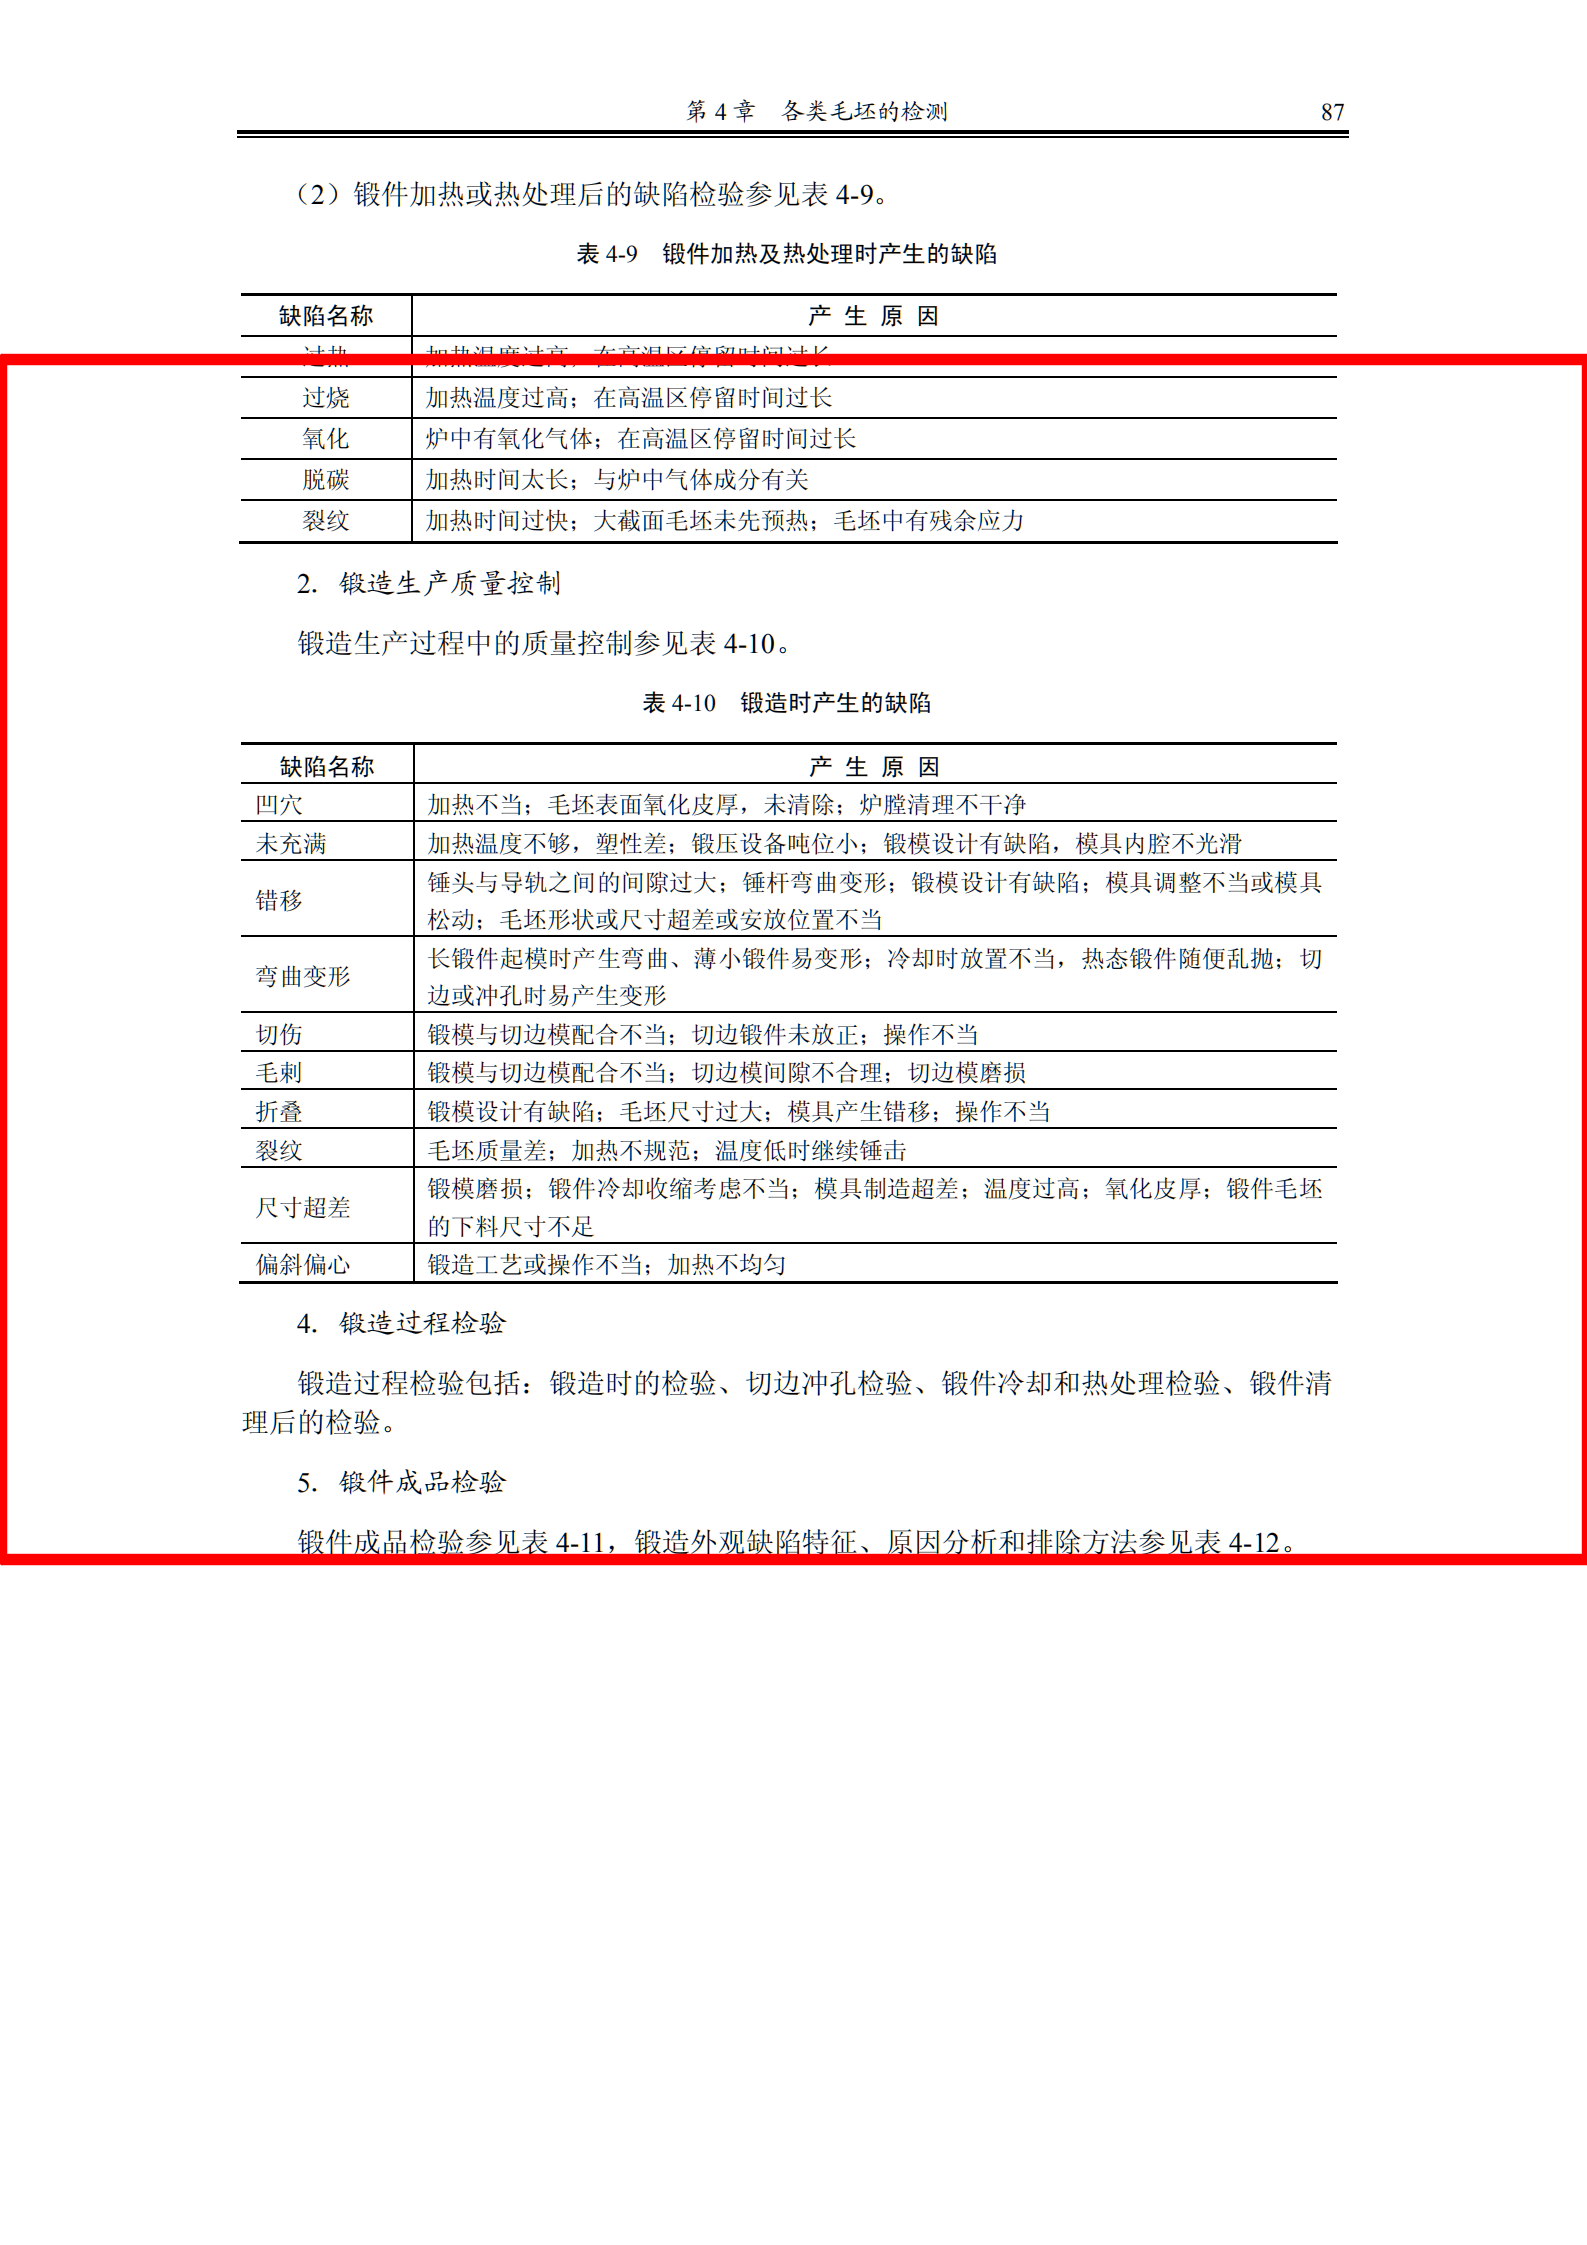 第 4 章 各类毛坯的检测 87
（2）锻件加热或热处理后的缺陷检验参见表 4-9。
表 4-9 锻件加热及热处理时产生的缺陷
缺陷名称 产 生 原 因
过热 加热温度过高；在高温区停留时间过长
过烧 加热温度过高；在高温区停留时间过长
氧化 炉中有氧化气体；在高温区停留时间过长
脱碳 加热时间太长；与炉中气体成分有关
裂纹 加热时间过快；大截面毛坯未先预热；毛坯中有残余应力
2. 锻造生产质量控制
锻造生产过程中的质量控制参见表 4-10。
表 4-10 锻造时产生的缺陷
缺陷名称 产 生 原 因
凹穴 加热不当；毛坯表面氧化皮厚，未清除；炉膛清理不干净
未充满 加热温度不够，塑性差；锻压设备吨位小；锻模设计有缺陷，模具内腔不光滑
错移 锤头与导轨之间的间隙过大；锤杆弯曲变形；锻模设计有缺陷；模具调整不当或模具
松动；毛坯形状或尺寸超差或安放位置不当
弯曲变形 长锻件起模时产生弯曲、薄小锻件易变形；冷却时放置不当，热态锻件随便乱抛；切
边或冲孔时易产生变形
切伤 锻模与切边模配合不当；切边锻件未放正；操作不当
毛刺 锻模与切边模配合不当；切边模间隙不合理；切边模磨损
折叠 锻模设计有缺陷；毛坯尺寸过大；模具产生错移；操作不当
裂纹 毛坯质量差；加热不规范；温度低时继续锤击
尺寸超差 锻模磨损；锻件冷却收缩考虑不当；模具制造超差；温度过高；氧化皮厚；锻件毛坯
的下料尺寸不足
偏斜偏心 锻造工艺或操作不当；加热不均匀
4. 锻造过程检验
锻造过程检验包括：锻造时的检验、切边冲孔检验、锻件冷却和热处理检验、锻件清
理后的检验。
5. 锻件成品检验
锻件成品检验参见表 4-11，锻造外观缺陷特征、原因分析和排除方法参见表 4-12。